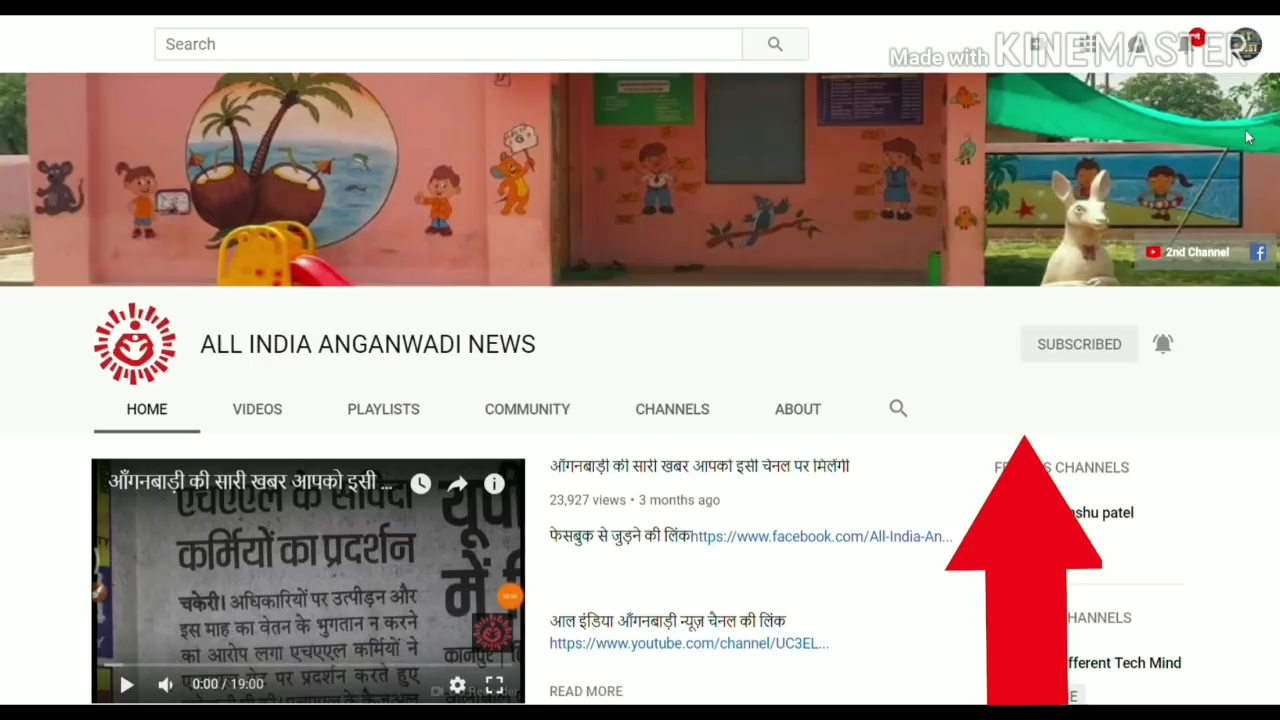 Search
Made with KINEMASTER
2nd Channel
ALL INDIA ANGANWADI NEWS
SUBSCRIBED
HOME VIDEOS PLAYLISTS COMMUNITY CHANNELS ABOUT
आँगनबाड़ी की सारी खबर आपको इसी ...
एचएएल के संविदा
कर्मियों का प्रदर्शन
चकेरी। अधिकारियों पर उत्पीड़न और
इस माह का वेतन के भुगतान न करने
का आरोप लगा एचएएल कर्मियों ने
पर प्रदर्शन करते हुए
यूपी
में
कानपुर
0:00 / 19:00
आँगनबाड़ी की सारी खबर आपको इसी चेनल पर मिलेंगी
23,927 views • 3 months ago
फेसबुक से जुड़ने की लिंकhttps://www.facebook.com/All-India-An...
आल इंडिया आँगनबाड़ी न्यूज़ चैनल की लिंक
https://www.youtube.com/channel/UC3EL...
READ MORE
CHANNELS
patel
HANNELS
fferent Tech Mind